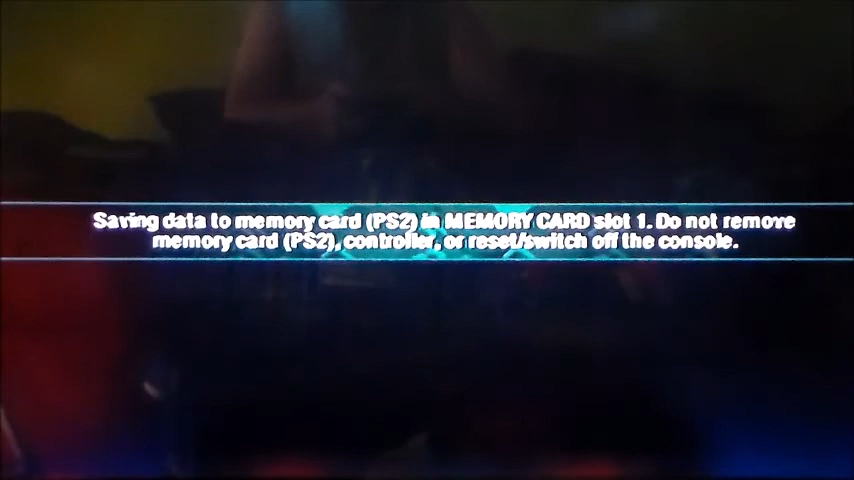 Saving data to memory card (PS2) in MEMORY CARD slot 1. Do not remove
memory card (PS2), controller, or reset/switch off the console.